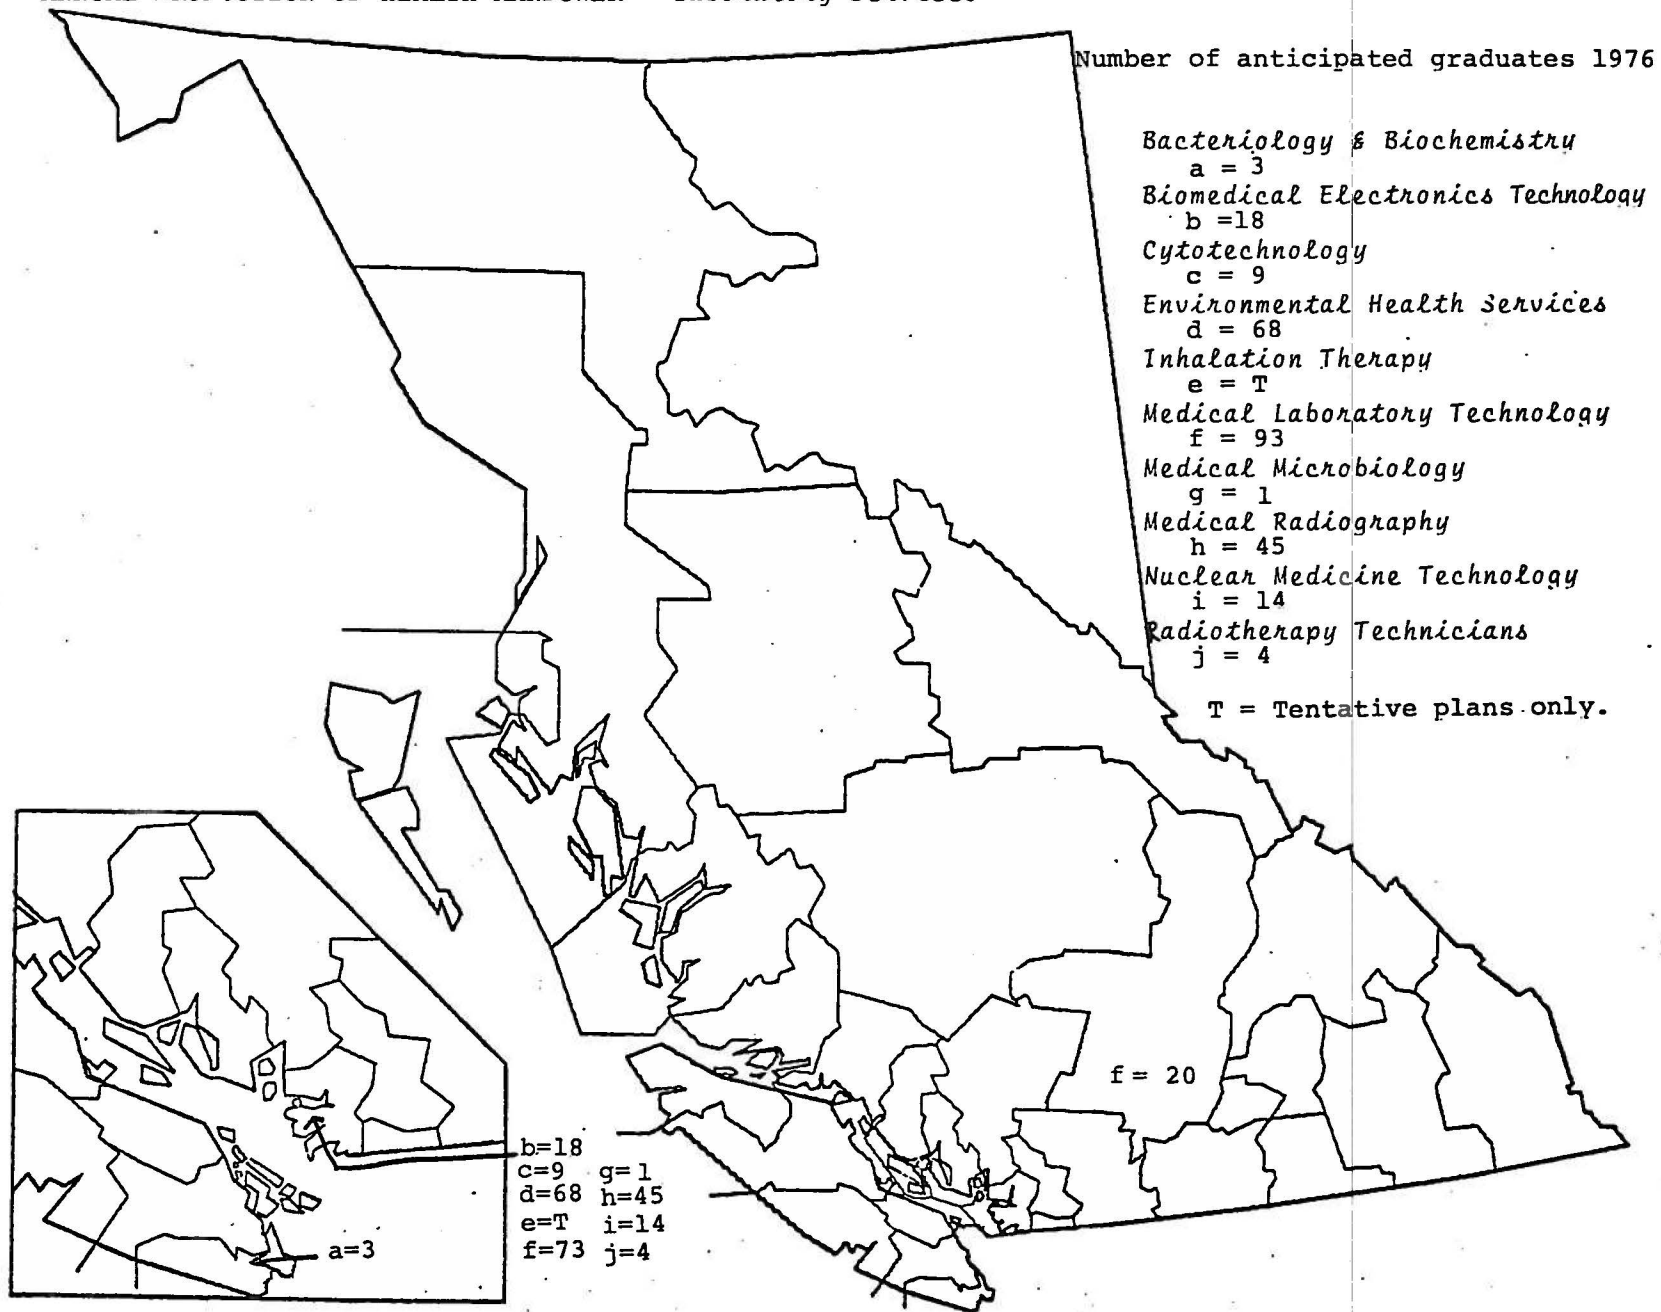 Number of anticipated graduates 1976
Bacteriology & Biochemistry
a = 3
Biomedical Electronics Technology
b =18
Cytotechnology
c = 9
Environmental Health Services
d = 68
Inhalation Therapy
e = T
Medical Laboratory Technology
f = 93
Medical Microbiology
g = 1
Medical Radiography
h = 45
Nuclear Medicine Technology
i = 14
Radiotherapy Technicians
j = 4
T = Tentative plans only.
f = 20
b=18
c=9 g=1
d=68 h=45
e=T i=14
f=73 j=4
a=3